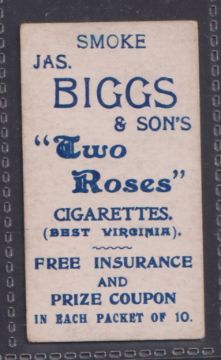 SMOKE
JAS.
BIGGS
& SON'S
"Two
Roses"
CIGARETTES.
(BEST VIRGINIA).
FREE INSURANCE
AND
PRIZE COUPON
IN EACH PACKET OF 10.